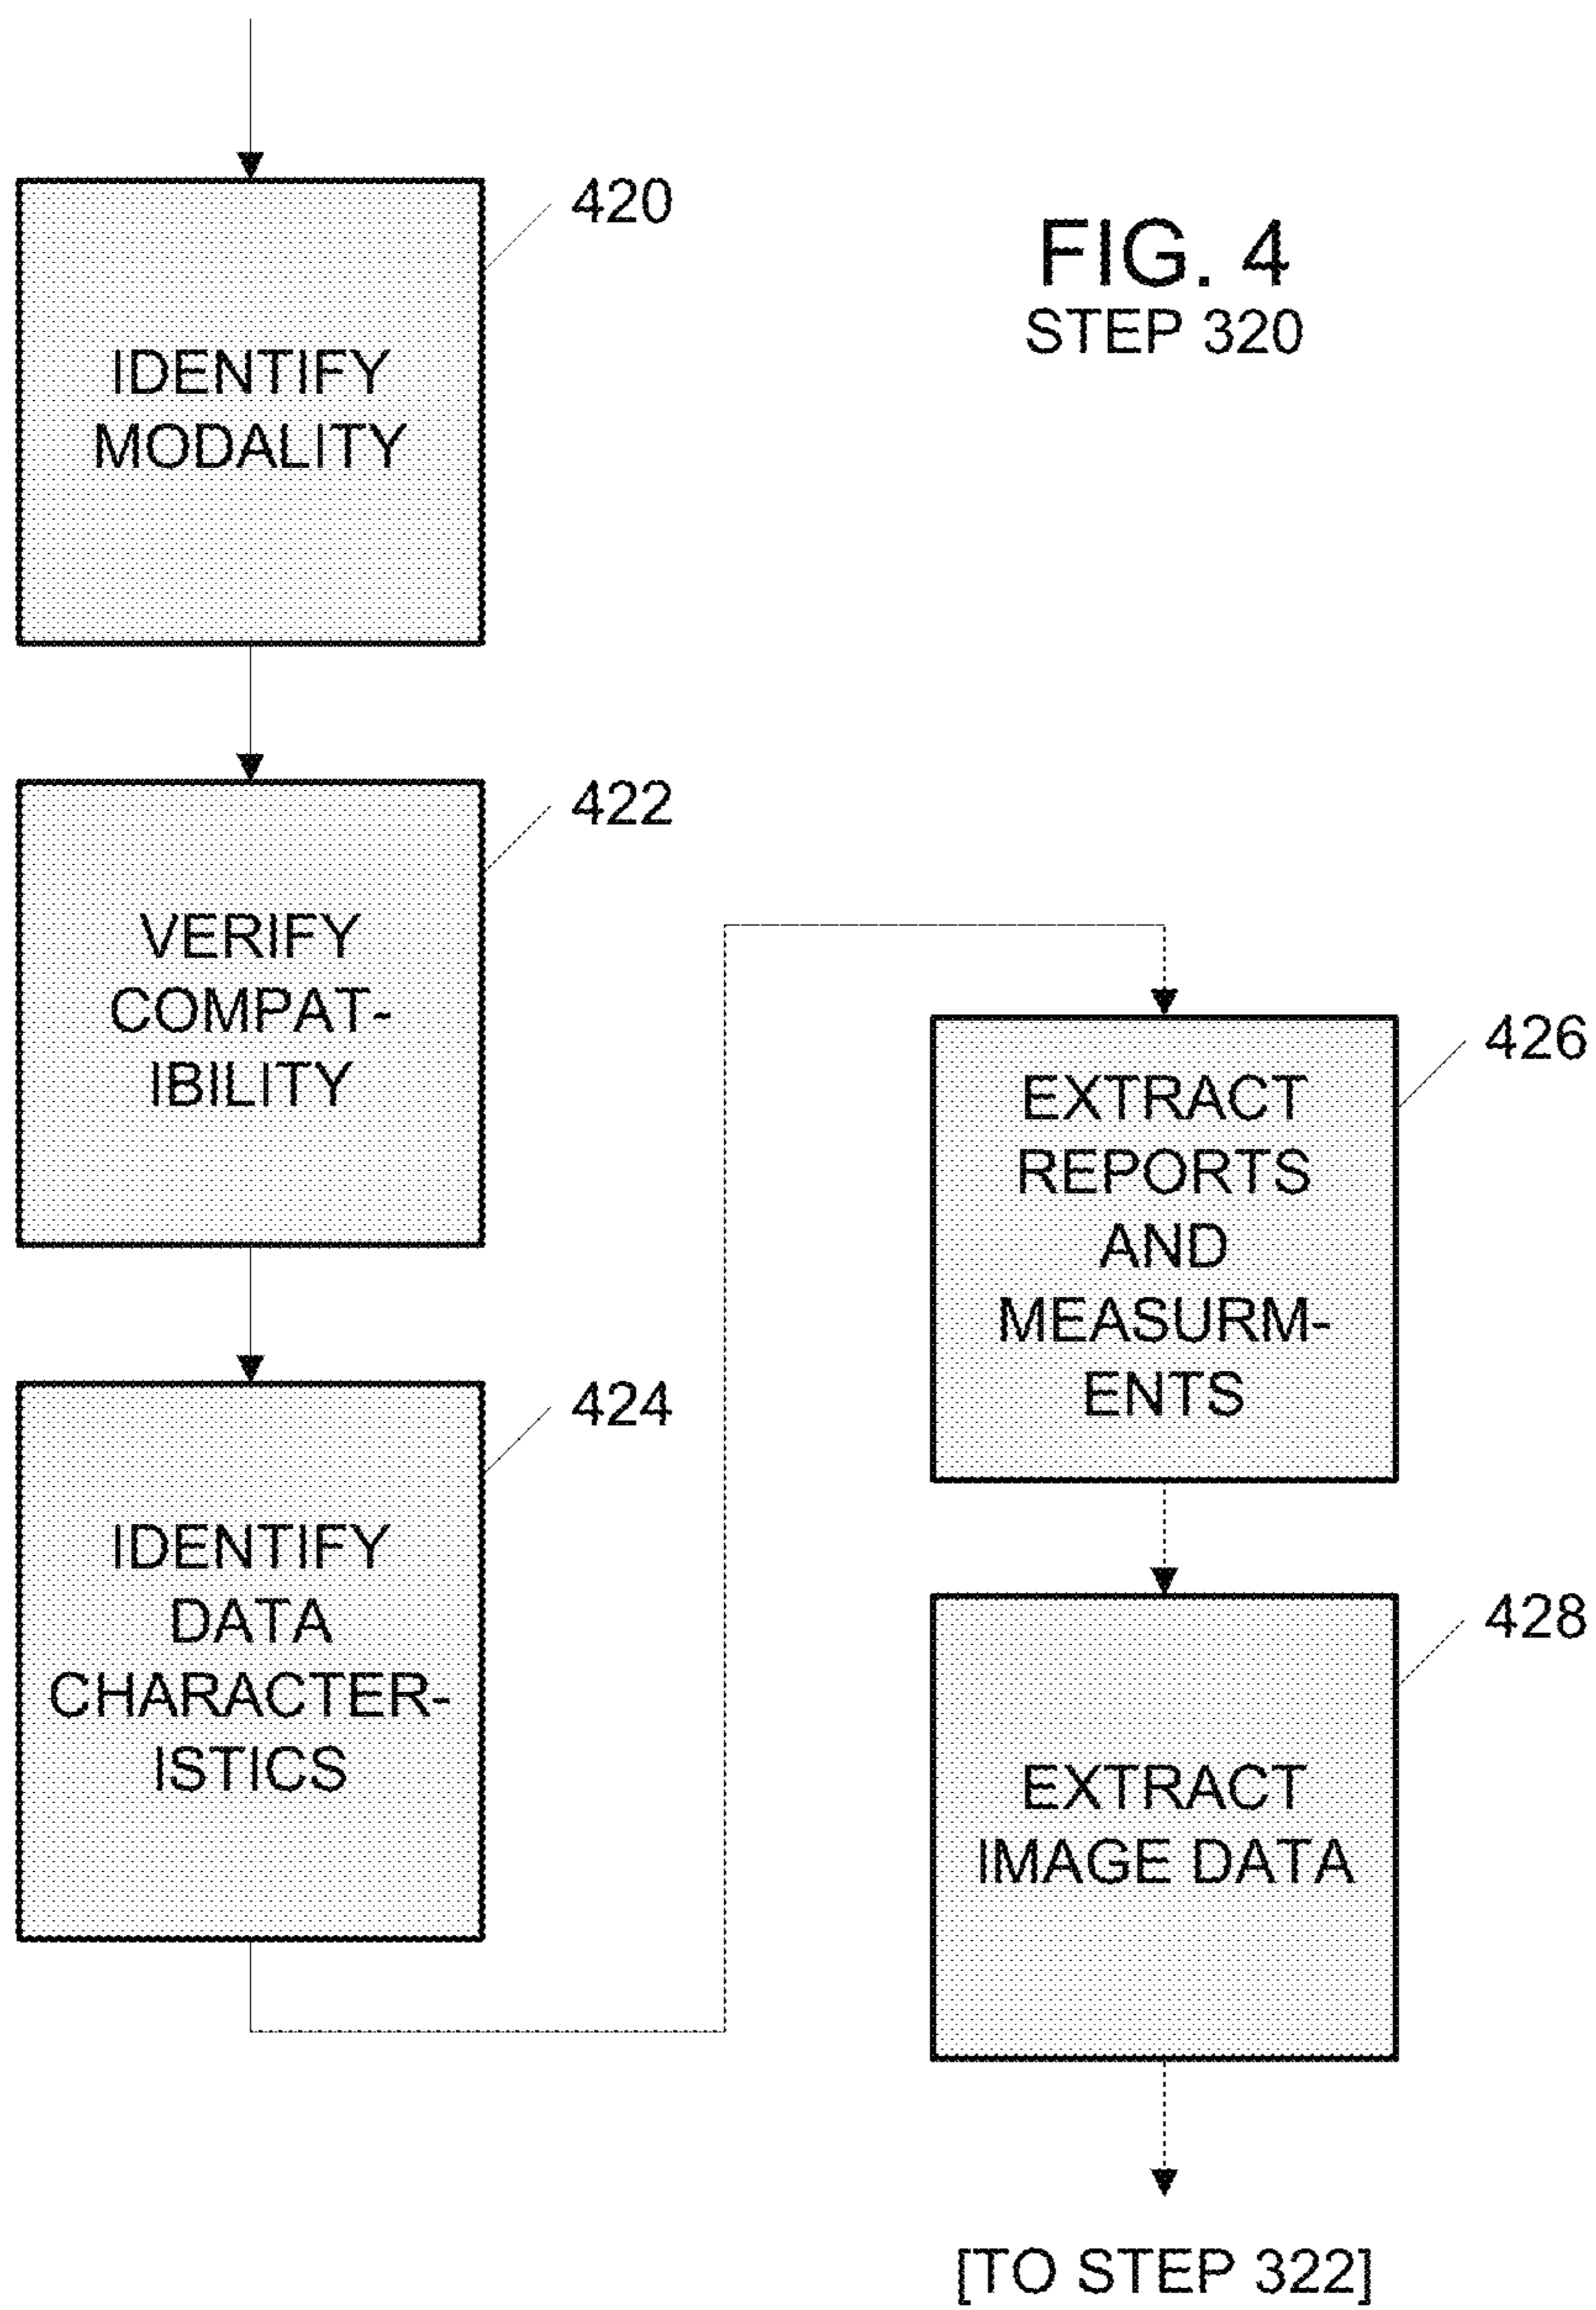 FIG. 4
STEP 320
420
IDENTIFY
MODALITY
422
VERIFY
COMPAT-
IBILITY
424
IDENTIFY
DATA
CHARACTER-
ISTICS
426
EXTRACT
REPORTS
AND
MEASURM-
ENTS
428
EXTRACT
IMAGE DATA
[TO STEP 322]